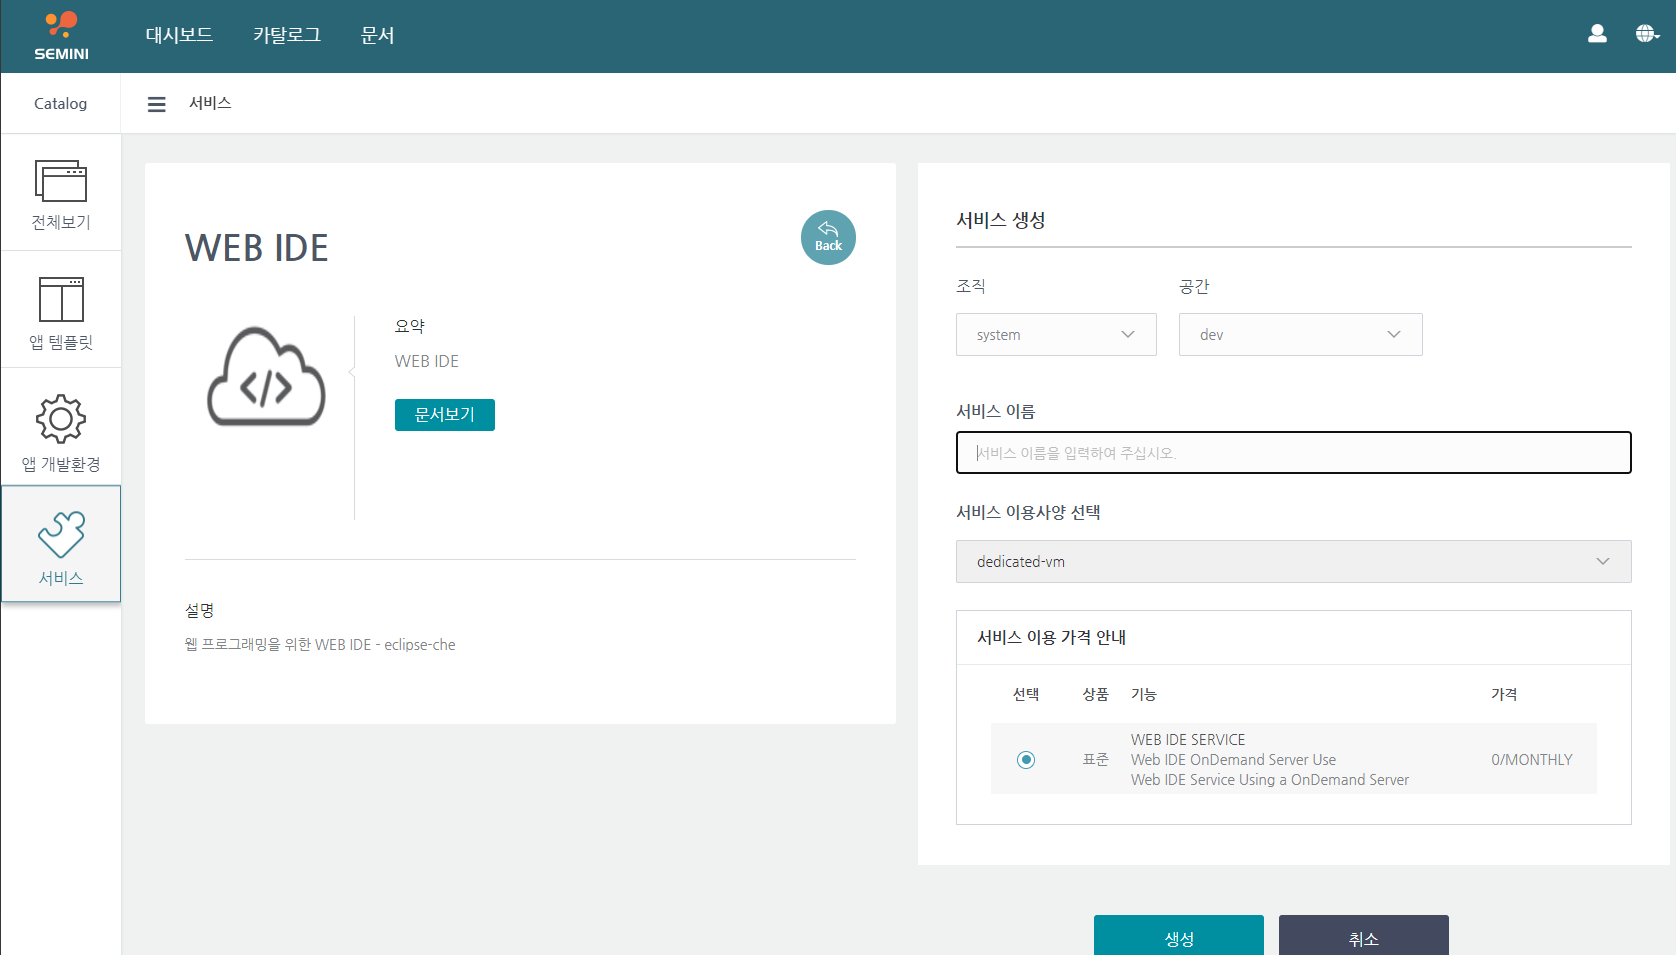 SEMINI
대시보드
카탈로그
문서
Catalog
서비스
전체보기
앱 템플릿
앱 개발환경
서비스
WEB IDE
Back
요약
WEB IDE
문서보기
설명
웹 프로그래밍을 위한 WEB IDE - eclipse-che
서비스 생성
조직
공간
system
dev
서비스 이름
서비스 이름을 입력하여 주십시오.
서비스 이용사양 선택
dedicated-vm
서비스 이용 가격 안내
선택
상품
기능
가격
표준
WEB IDE SERVICE
Web IDE OnDemand Server Use
Web IDE Service Using a OnDemand Server
0/MONTHLY
생성
취소